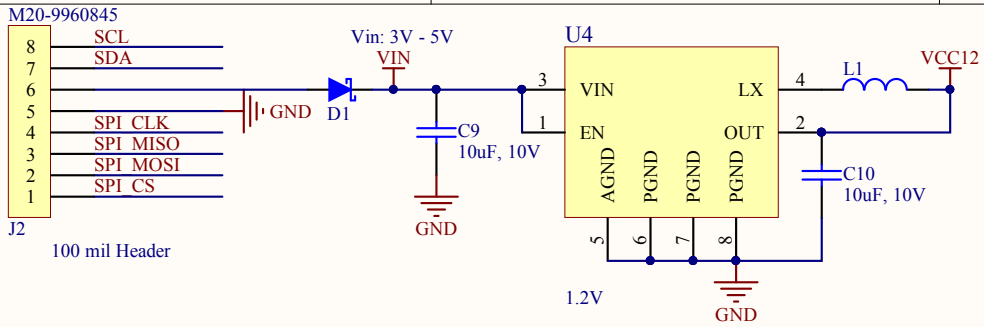 M20-9960845
8 SCL
7 SDA
6
5 GND
4 SPI_CLK
3 SPI_MISO
2 SPI_MOSI
1 SPI_CS
J2
100 mil Header
D1
Vin: 3V - 5V
VIN
C9
10uF, 10V
GND
U4
3 VIN LX 4
1 EN OUT 2
AGND PGND PGND PGND
5 6 7 8
1.2V
GND
L1
VCC12
C10
10uF, 10V